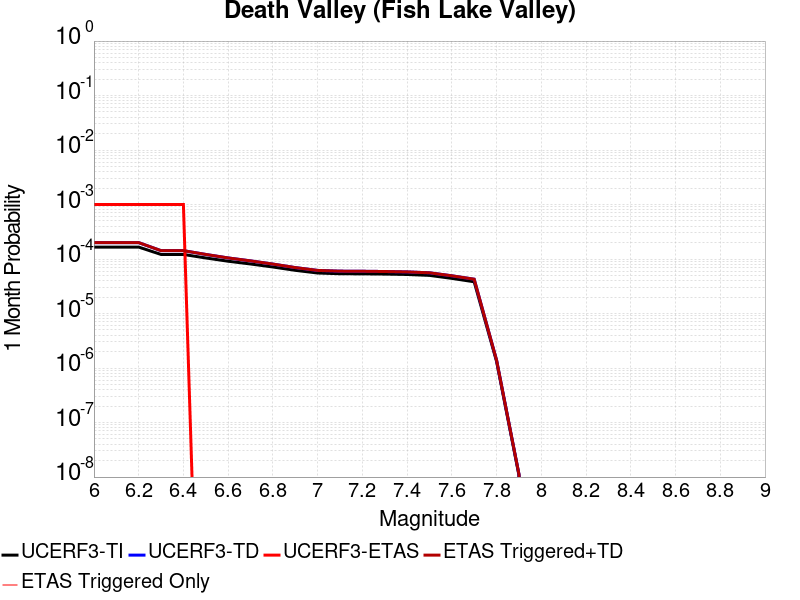 Death Valley (Fish Lake Valley)
10^0
10^-1
10^-2
10^-3
10^-4
10^-5
10^-6
10^-7
10^-8
1 Month Probability
6 6.2 6.4 6.6 6.8 7 7.2 7.4 7.6 7.8 8 8.2 8.4 8.6 8.8 9
Magnitude
UCERF3-TI UCERF3-TD UCERF3-ETAS ETAS Triggered+TD
ETAS Triggered Only